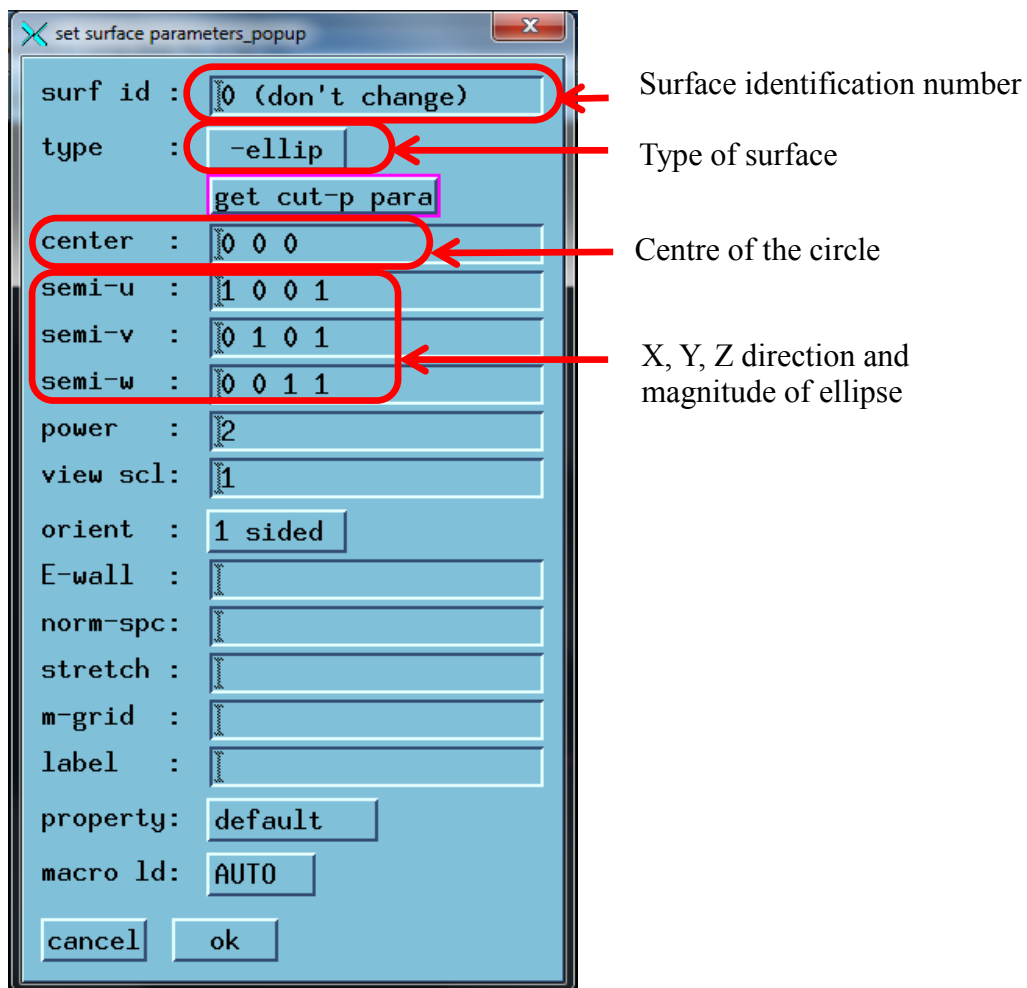 set surface parameters_popup
x
surf id : 0 (don't change)
Surface identification number
type : -ellip
Type of surface
get cut-p para
center : 0 0 0
Centre of the circle
semi-u : 1 0 0 1
semi-v : 0 1 0 1
semi-w : 0 0 1 1
X, Y, Z direction and
magnitude of ellipse
power : 2
view scl: 1
orient : 1 sided
E-wall :
norm-spc:
stretch :
m-grid :
label :
property: default
macro ld: AUTO
cancel ok